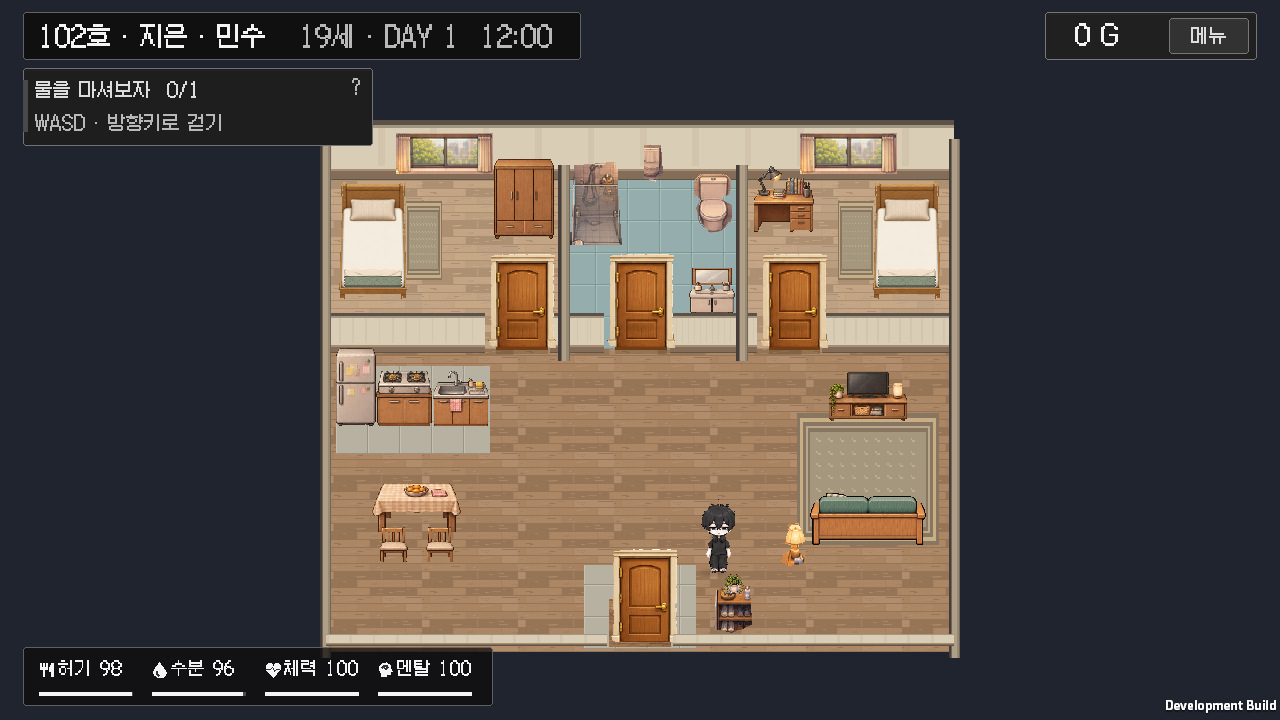 102호 · 지은 · 민수 19세 · DAY 1 12:00
0 G
메뉴
물을 마셔보자 0/1
?
WASD · 방향키로 걷기
허기 98
수분 96
체력 100
멘탈 100
Development Build